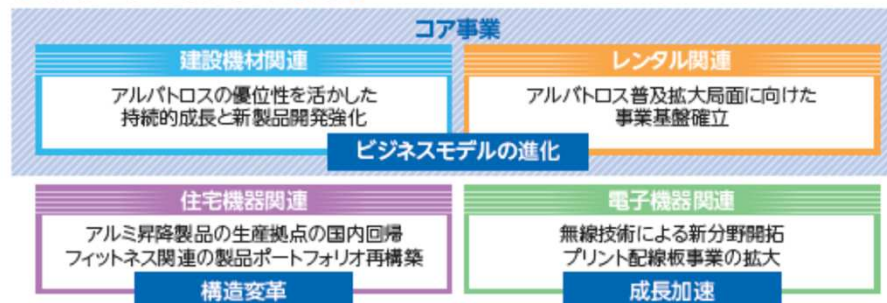 コア事業
建設機材関連
アルバトロスの優位性を活かした
持続的成長と新製品開発強化
レンタル関連
アルバトロス普及拡大局面に向けた
事業基盤確立
ビジネスモデルの進化
住宅機器関連
アルミ昇降製品の生産拠点の国内回帰
フィットネス関連の製品ポートフォリオ再構築
構造変革
電子機器関連
無線技術による新分野開拓
プリント配線板事業の拡大
成長加速